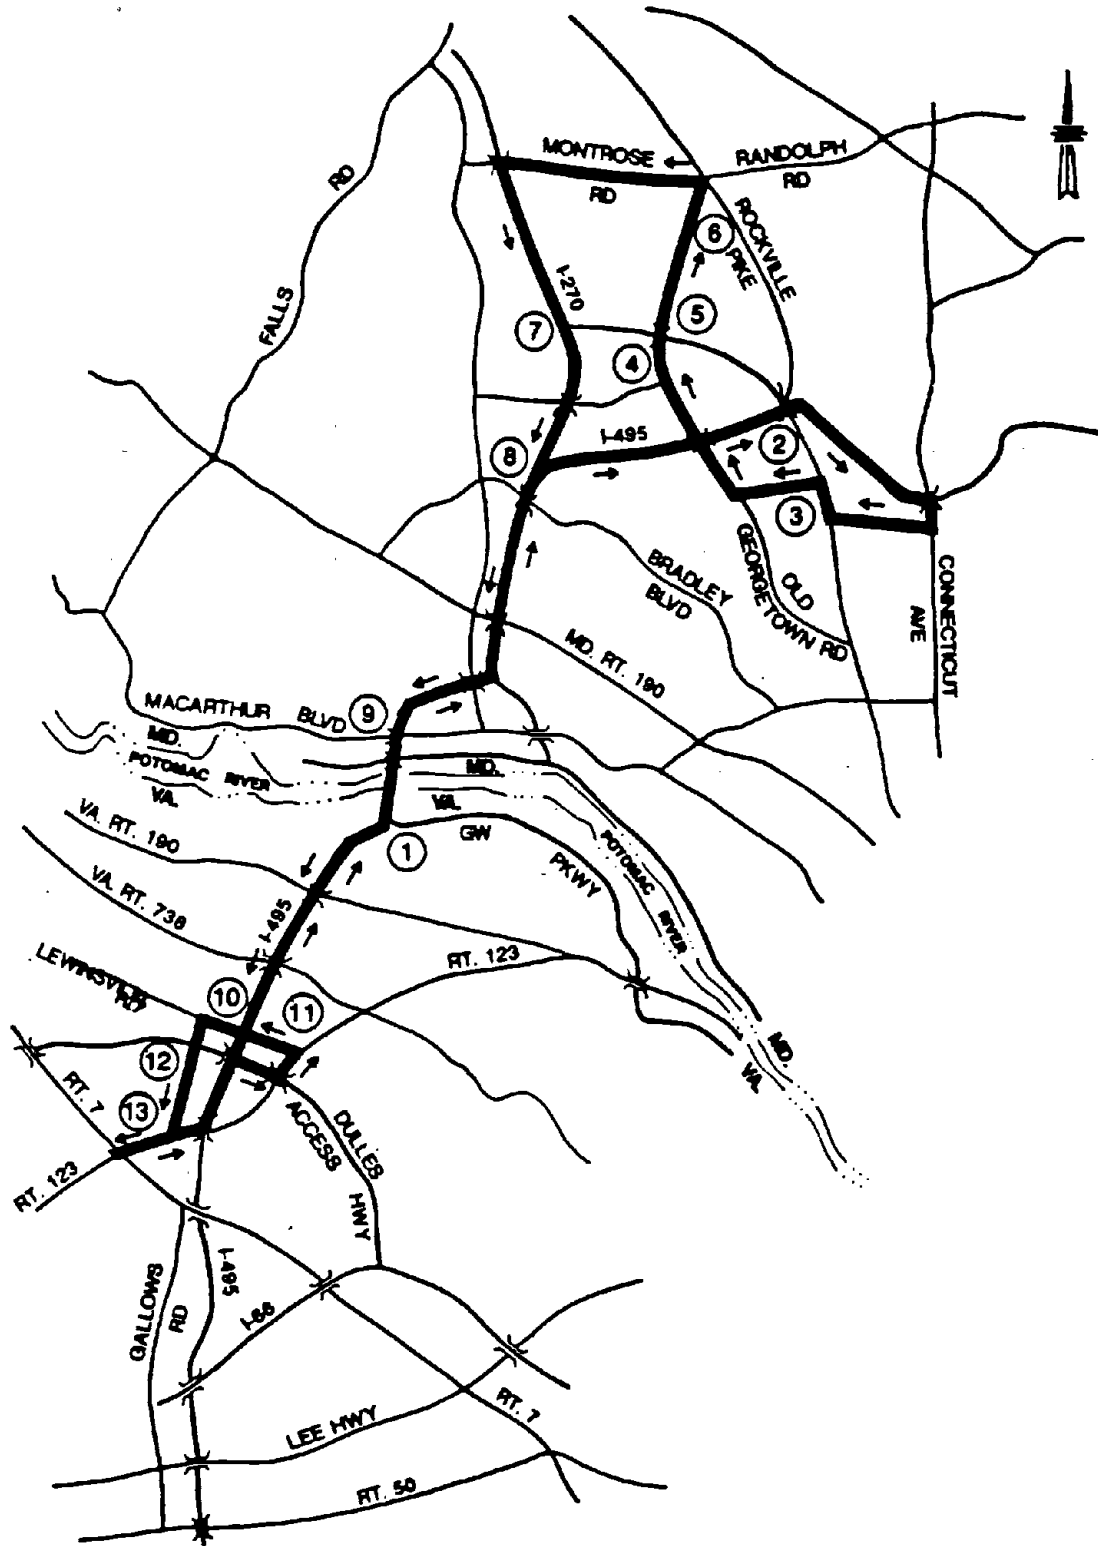 MONTROSE
RD
RANDOLPH
RD
ROCKVILLE
PIKE
6
FALLS
RD
I-270
7
5
4
I-495
8
2
3
BRADLEY
BLVD
OLD
GEORGETOWN RD
CONNECTICUT
AVE
MD. RT. 190
MACARTHUR BLVD
9
MD.
POTOMAC RIVER
VA.
MD.
VA.
GW
PKWY
1
POTOMAC
RIVER
VA. RT. 190
VA. RT. 738
I-495
RT. 123
RD
10
11
12
13
MD.
VA.
RT. 7
RT. 123
DULLES
ACCESS
HWY
I-495
GALLOWS
RD
I-66
RT. 7
LEE HWY
RT. 50